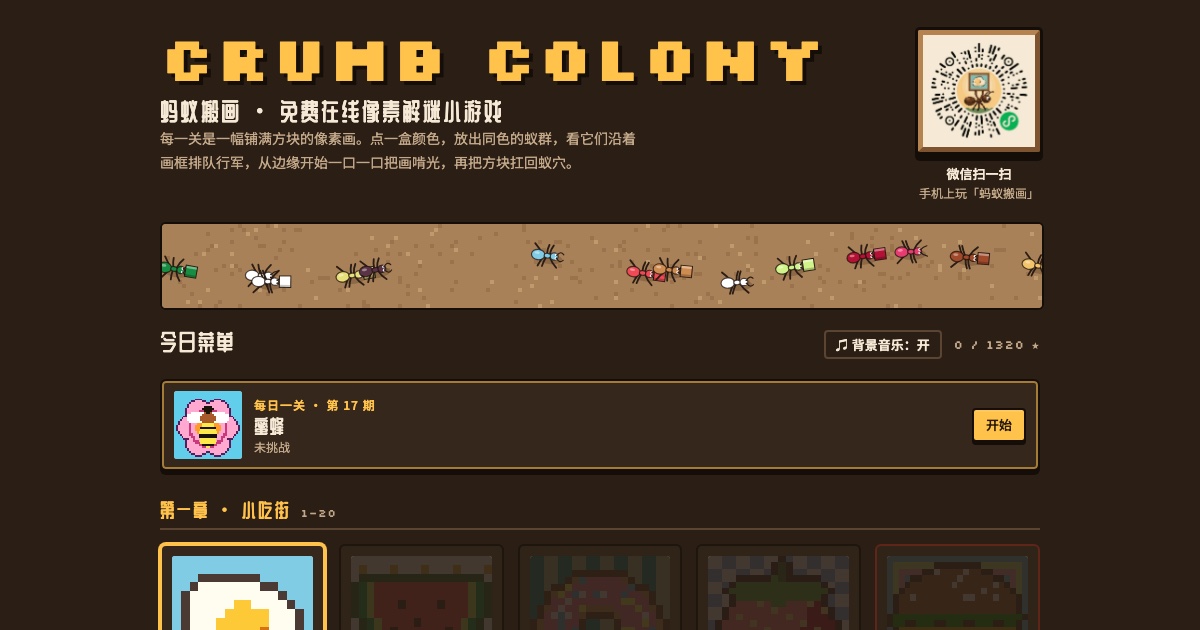 CRUMB COLONY
蚂蚁搬画 · 免费在线像素解谜小游戏
每一关是一幅铺满方块的像素画。点一盒颜色，放出同色的蚁群，看它们沿着
画框排队行军，从边缘开始一口一口把画啃光，再把方块扛回蚁穴。
微信扫一扫
手机上玩「蚂蚁搬画」
今日菜单
♫ 背景音乐：开
0 / 1320 ★
每日一关 · 第 17 期
蜜蜂
未挑战
开始
第一章 · 小吃街 1-20